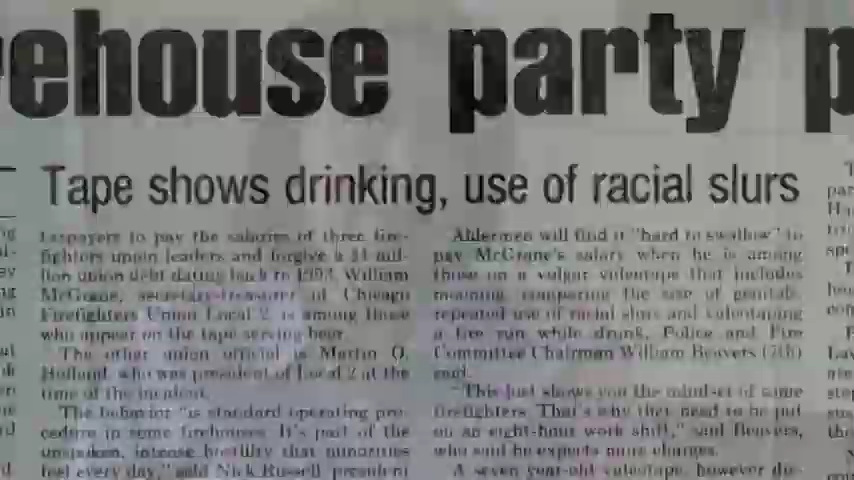 ehouse party p
Tape shows drinking, use of racial slurs
taxpayers to pay the salaries of three fire-
fighters union leaders and forgive a $1 mil-
lion union debt dating back to William
McGrane, secretary-treasurer of Chicago
Firefighters Union Local 2, is among those
who appear on the tape serving beer.
The other union official is Martin O.
Holland, who was president of Local 2 at the
time of the incident.
The behavior "is standard operating pro-
cedure in some firehouses. It's part of the
unspoken, intense hostility that minorities
feel every day," said Nick Russell, president
Aldermen will find it "hard to swallow" to
pay McGrane's salary when he is among
those on a vulgar videotape that includes
mooning, comparing the size of genitals,
repeated use of racial slurs and videotaping
a fire run while drunk, Police and Fire
Committee Chairman William Beavers (7th)
said.
"This just shows you the mind-set of some
firefighters. That's why they need to be put
on an eight-hour work shift," said Beavers,
who said he expects more charges.
A seven year-old videotape, however du-